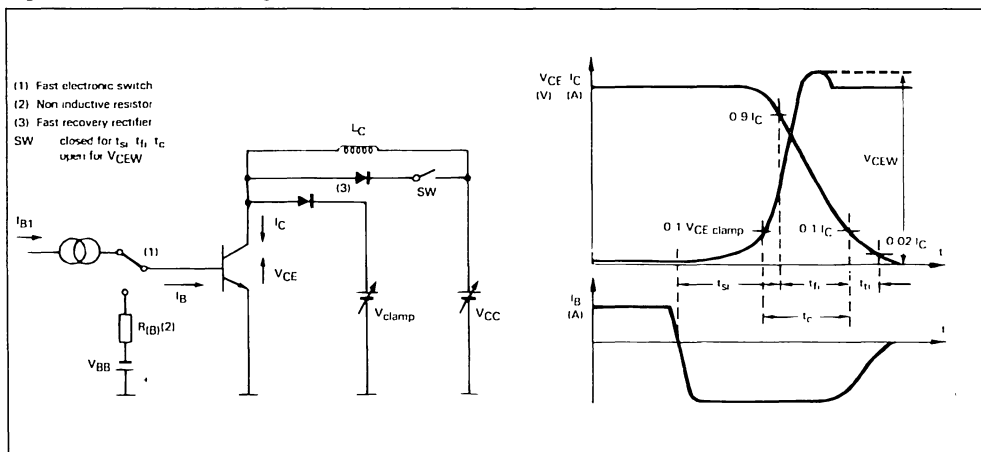 (1) Fast electronic switch
(2) Non inductive resistor
(3) Fast recovery rectifier
SW closed for tsi tfi tc
open for VCEW
IB1
(1)
IB
R(B)(2)
VBB
IC
VCE
LC
(3)
SW
Vclamp
VCC
VCE IC
(V) (A)
0.9 IC
VCEW
0.1 VCE clamp
0.1 IC
0.02 IC
t
tsi
tfi
tti
tc
IB
(A)
t